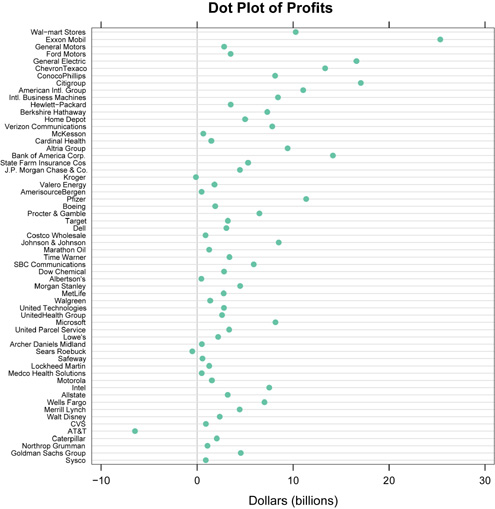 Dot Plot of Profits
Wal-mart Stores
Exxon Mobil
General Motors
Ford Motors
General Electric
ChevronTexaco
ConocoPhillips
Citigroup
American Intl. Group
Intl. Business Machines
Hewlett-Packard
Berkshire Hathaway
Home Depot
Verizon Communications
McKesson
Cardinal Health
Altria Group
Bank of America Corp.
State Farm Insurance Cos
J.P. Morgan Chase & Co.
Kroger
Valero Energy
AmerisourceBergen
Pfizer
Boeing
Procter & Gamble
Target
Dell
Costco Wholesale
Johnson & Johnson
Marathon Oil
Time Warner
SBC Communications
Dow Chemical
Albertson's
Morgan Stanley
MetLife
Walgreen
United Technologies
UnitedHealth Group
Microsoft
United Parcel Service
Lowe's
Archer Daniels Midland
Sears Roebuck
Safeway
Lockheed Martin
Medco Health Solutions
Motorola
Intel
Allstate
Wells Fargo
Merrill Lynch
Walt Disney
CVS
AT&T
Caterpillar
Northrop Grumman
Goldman Sachs Group
Sysco
−10 0 10 20 30
Dollars (billions)